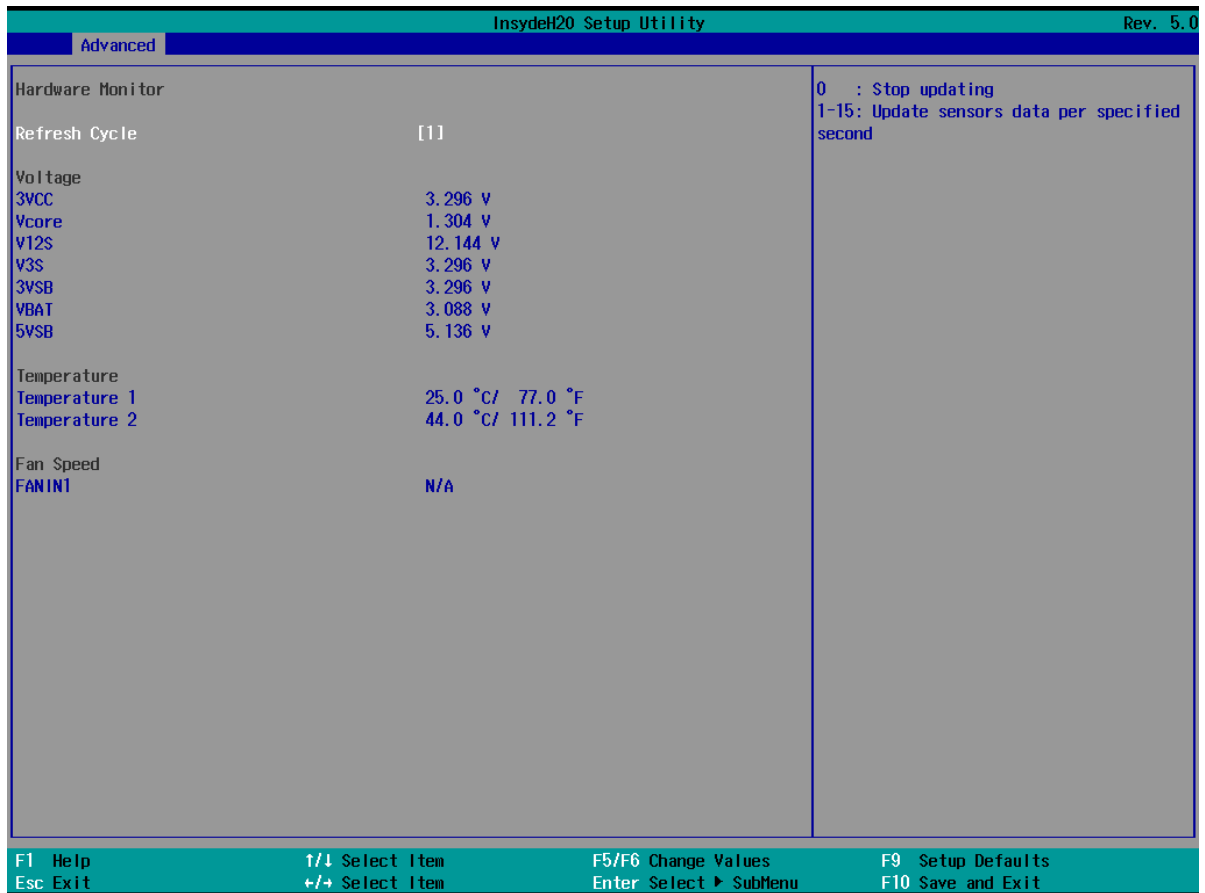 InsydeH20 Setup Utility Rev. 5.0
Advanced
Hardware Monitor
Refresh Cycle [1]
Voltage
3VCC 3.296 V
Vcore 1.304 V
V12S 12.144 V
V3S 3.296 V
3VSB 3.296 V
VBAT 3.088 V
5VSB 5.136 V
Temperature
Temperature 1 25.0 °C/ 77.0 °F
Temperature 2 44.0 °C/ 111.2 °F
Fan Speed
FANIN1 N/A
0 : Stop updating
1-15: Update sensors data per specified
second
F1 Help ↑/↓ Select Item F5/F6 Change Values F9 Setup Defaults
Esc Exit ←/→ Select Item Enter Select ▶ SubMenu F10 Save and Exit